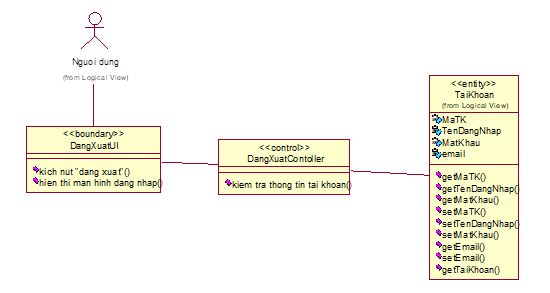 Nguoi dung
(from Logical View)
<<boundary>>
DangXuatUI
kich nut "dang xuat"()
hien thi man hinh dang nhap()
<<control>>
DangXuatContoller
kiem tra thong tin tai khoan()
<<entity>>
TaiKhoan
(from Logical View)
MaTK
TenDangNhap
MatKhau
email
getMaTK()
getTenDangNhap()
getMatKhau()
setMaTK()
setTenDangNhap()
setMatKhau()
getEmail()
setEmail()
getTaiKhoan()